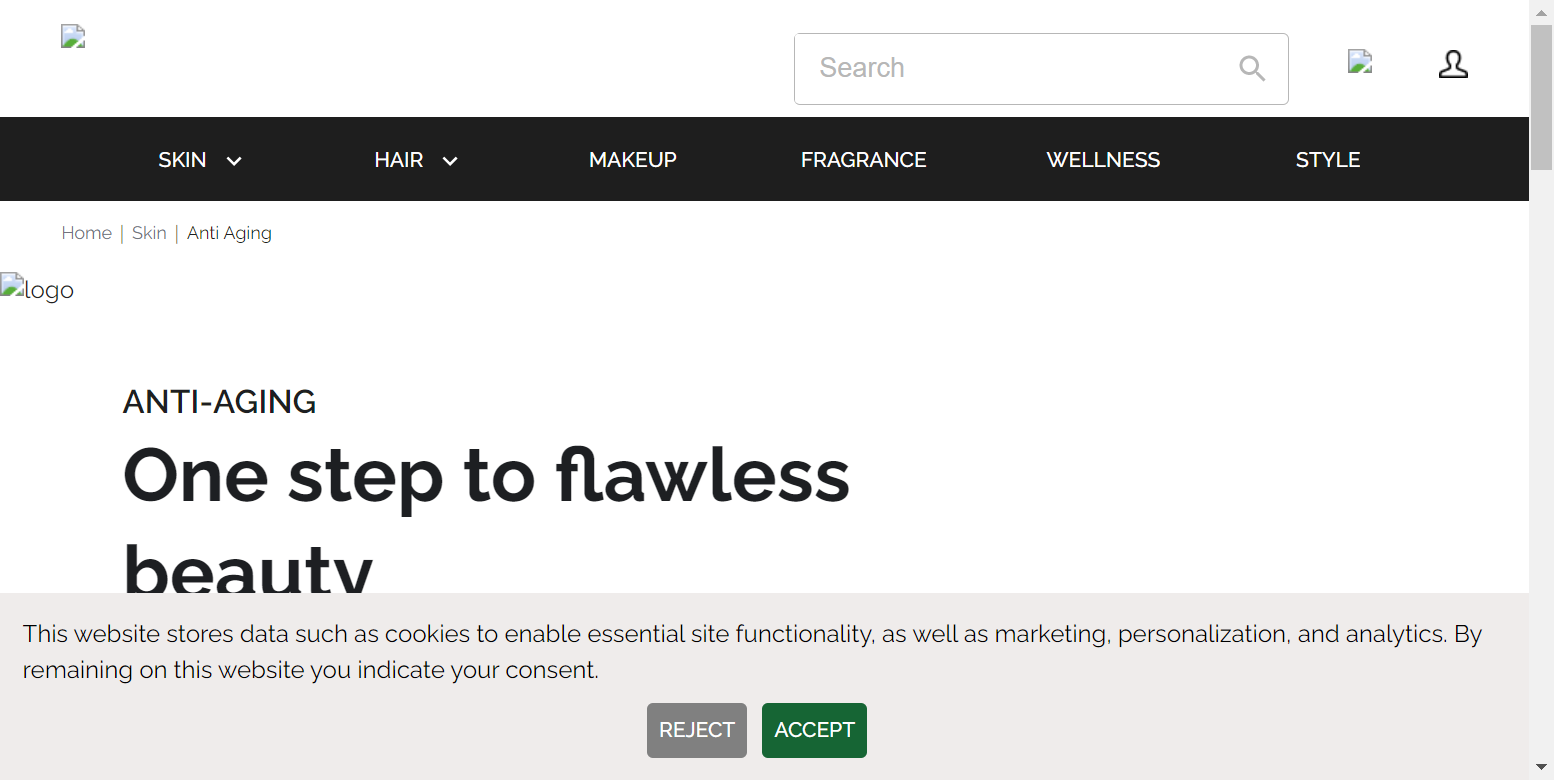 Search
SKIN HAIR MAKEUP FRAGRANCE WELLNESS STYLE
Home | Skin | Anti Aging
logo
ANTI-AGING
One step to flawless
beauty
This website stores data such as cookies to enable essential site functionality, as well as marketing, personalization, and analytics. By
remaining on this website you indicate your consent.
REJECT ACCEPT